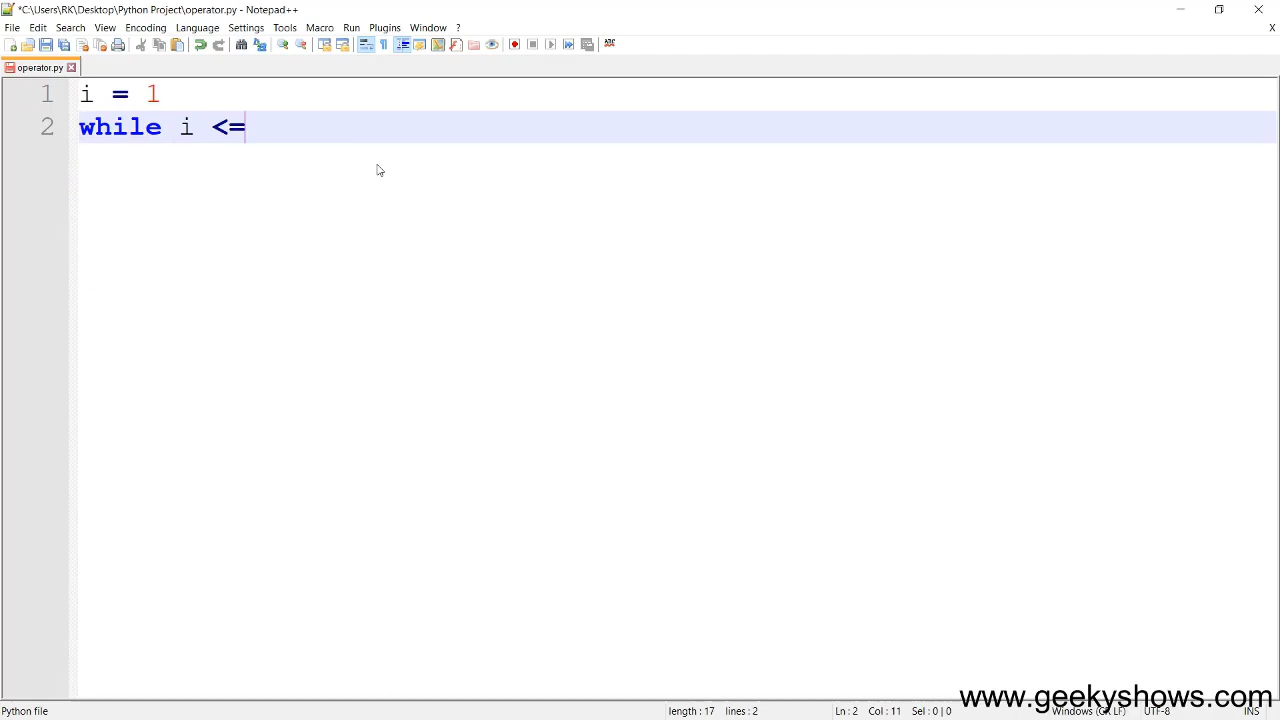 *C:\Users\RK\Desktop\Python Project\operator.py - Notepad++
File Edit Search View Encoding Language Settings Tools Macro Run Plugins Window ? X
operator.py
1 i = 1
2 while i <=
www.geekyshows.com
Python file length : 17 lines : 2 Ln : 2 Col : 11 Sel : 0 | 0 Windows (CR LF) UTF-8 INS